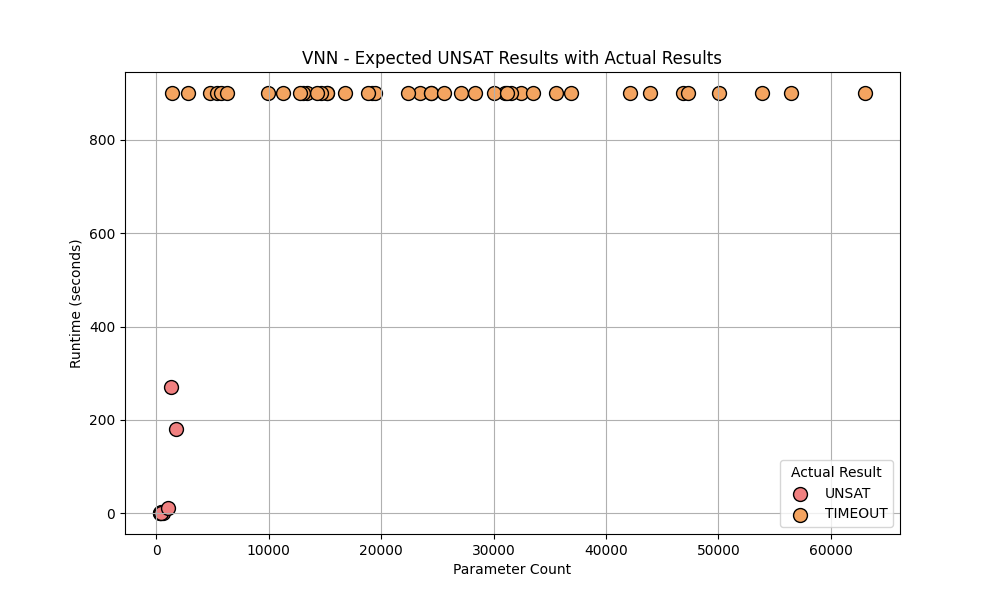 VNN - Expected UNSAT Results with Actual Results
Runtime (seconds)
800
600
400
200
0
0 10000 20000 30000 40000 50000 60000
Parameter Count
Actual Result
UNSAT
TIMEOUT